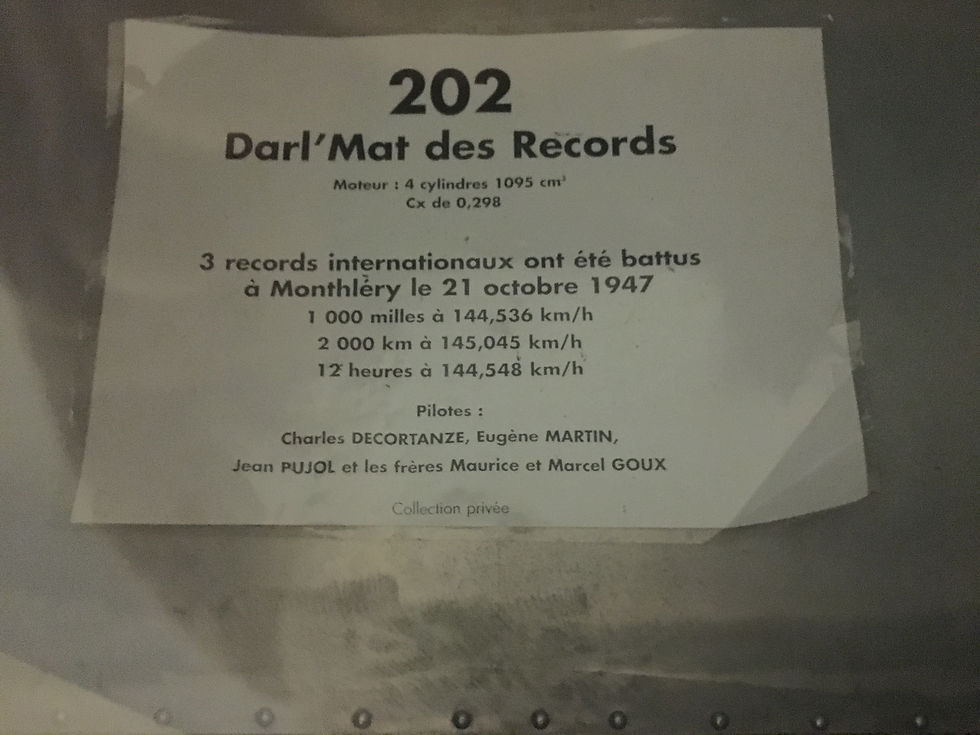 202
Darl'Mat des Records
Moteur : 4 cylindres 1095 cm³
Cx de 0,298
3 records internationaux ont été battus
à Monthléry le 21 octobre 1947
1 000 milles à 144,536 km/h
2 000 km à 145,045 km/h
12 heures à 144,548 km/h
Pilotes :
Charles DECORTANZE, Eugène MARTIN,
Jean PUJOL et les frères Maurice et Marcel GOUX
Collection privée